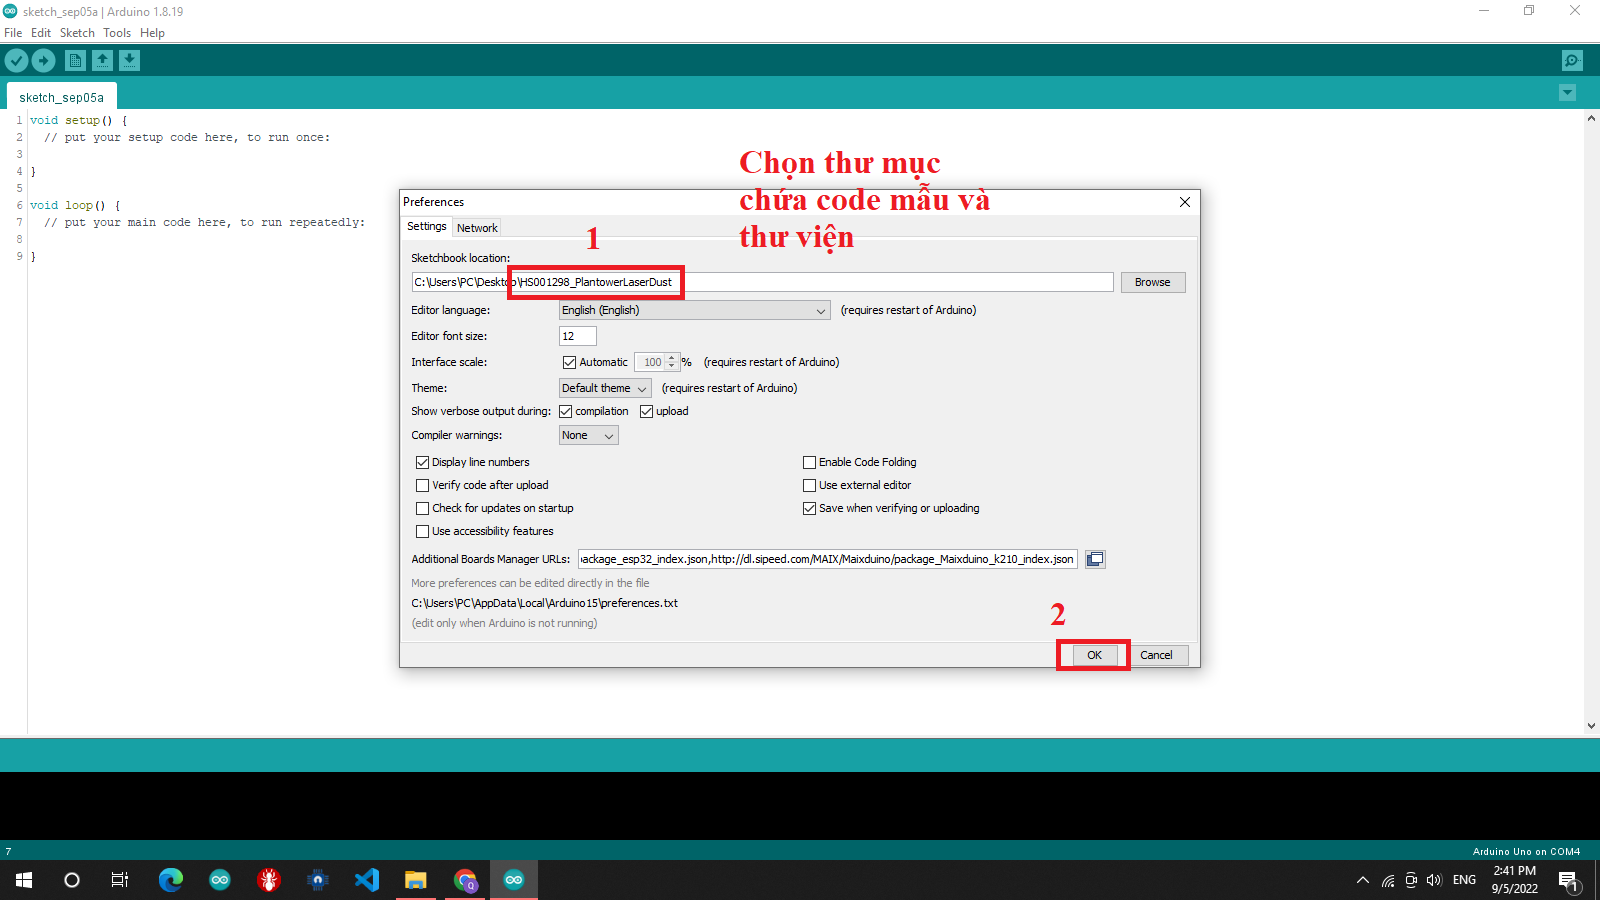 sketch_sep05a | Arduino 1.8.19
File Edit Sketch Tools Help
sketch_sep05a
1 void setup() {
2 // put your setup code here, to run once:
3
4 }
5
6 void loop() {
7 // put your main code here, to run repeatedly:
8
9 }
Chọn thư mục
chứa code mẫu và
thư viện
Preferences
Settings Network
1
Sketchbook location:
C:\Users\PC\Desktop\HS001298_PlantowerLaserDust Browse
Editor language: English (English) (requires restart of Arduino)
Editor font size: 12
Interface scale: Automatic 100 % (requires restart of Arduino)
Theme: Default theme (requires restart of Arduino)
Show verbose output during: compilation upload
Compiler warnings: None
Display line numbers Enable Code Folding
Verify code after upload Use external editor
Check for updates on startup Save when verifying or uploading
Use accessibility features
Additional Boards Manager URLs: package_esp32_index.json,http://dl.sipeed.com/MAIX/Maixduino/package_Maixduino_k210_index.json
More preferences can be edited directly in the file
C:\Users\PC\AppData\Local\Arduino15\preferences.txt
(edit only when Arduino is not running)
2
OK Cancel
7 Arduino Uno on COM4
Q
ENG 2:41 PM
9/5/2022
1